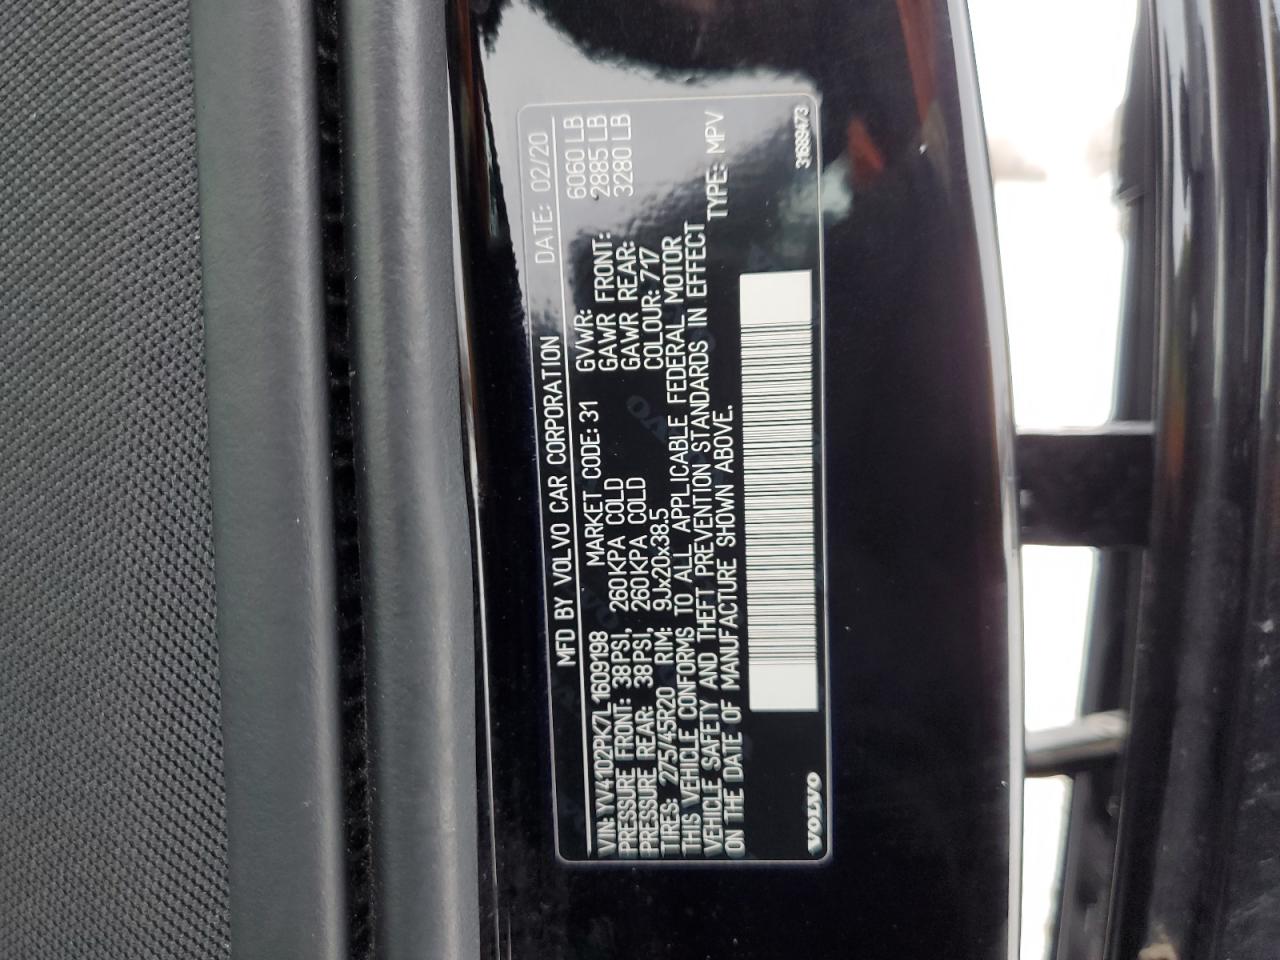 MFD BY VOLVO CAR CORPORATION DATE: 02/20
VIN: YV4102PK7L1609198 MARKET CODE: 31 GVWR: 6060 LB
PRESSURE FRONT: 38PSI, 260KPA COLD GAWR FRONT: 2885 LB
PRESSURE REAR: 38PSI, 260KPA COLD GAWR REAR: 3280 LB
TIRES: 275/45R20 RIM: 9Jx20x38.5 COLOUR: 717
THIS VEHICLE CONFORMS TO ALL APPLICABLE FEDERAL MOTOR
VEHICLE SAFETY AND THEFT PREVENTION STANDARDS IN EFFECT
ON THE DATE OF MANUFACTURE SHOWN ABOVE. TYPE: MPV
VOLVO 31689473